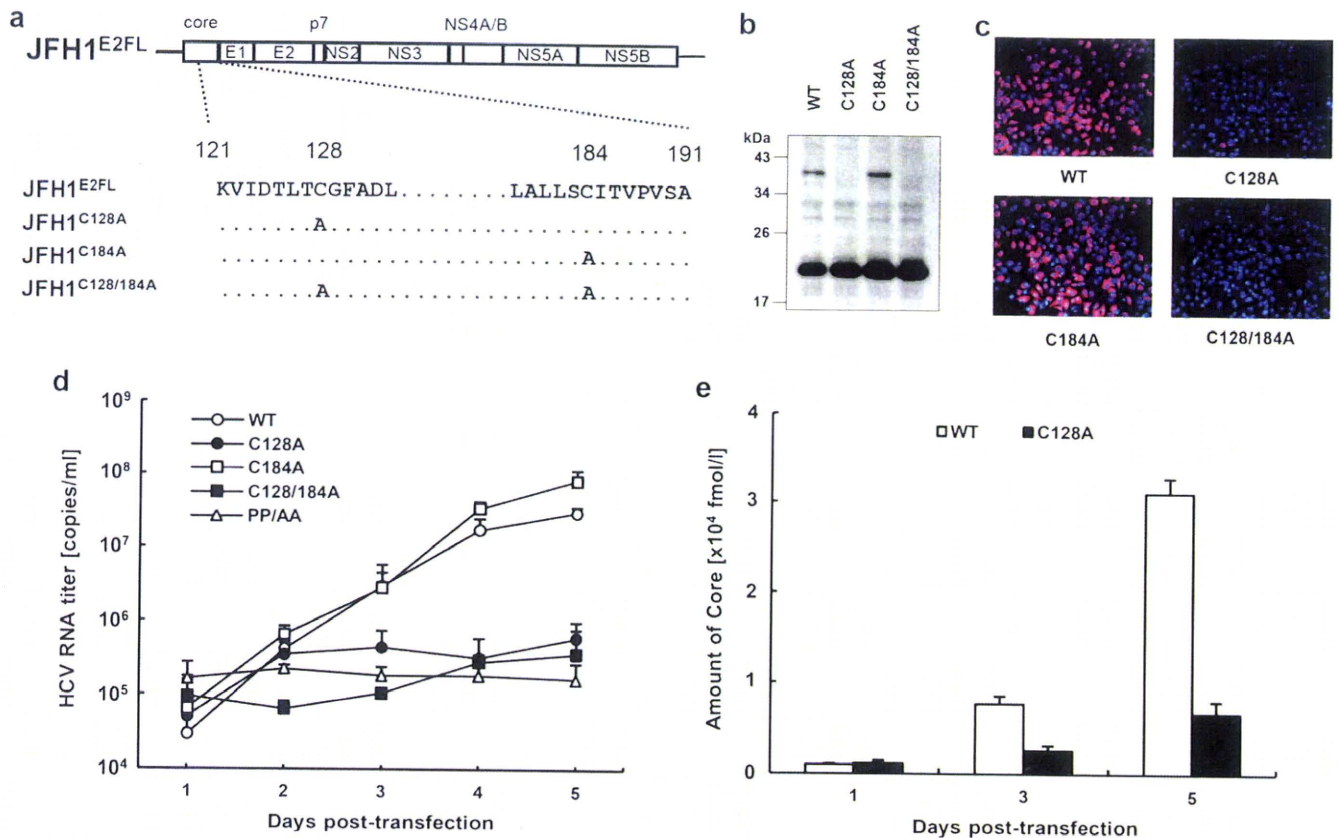 a
core p7 NS4A/B
JFH1E2FL E1 E2 NS2 NS3 NS5A NS5B
121 128 184 191
JFH1E2FL KVIDTLTCGFADL..........LALLSCITVPVSA
JFH1C128A .......A............................
JFH1C184A ............................A.......
JFH1C128/184A .......A....................A.......
b
WT C128A C184A C128/184A
kDa
43
34
26
17
c
WT C128A
C184A C128/184A
d
HCV RNA titer [copies/ml]
10⁹
10⁸
10⁷
10⁶
10⁵
10⁴
WT
C128A
C184A
C128/184A
PP/AA
1 2 3 4 5
Days post-transfection
e
Amount of Core [x10⁴ fmol/l]
4
3
2
1
0
WT C128A
1 3 5
Days post-transfection